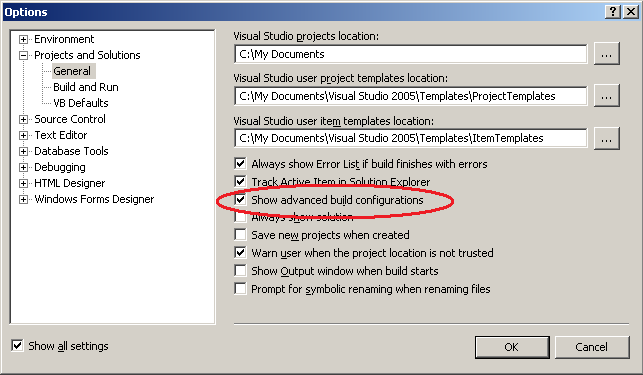 Options
Environment
Projects and Solutions
General
Build and Run
VB Defaults
Source Control
Text Editor
Database Tools
Debugging
HTML Designer
Windows Forms Designer
Show all settings
Visual Studio projects location:
C:\My Documents
...
Visual Studio user project templates location:
C:\My Documents\Visual Studio 2005\Templates\ProjectTemplates
...
Visual Studio user item templates location:
C:\My Documents\Visual Studio 2005\Templates\ItemTemplates
...
Always show Error List if build finishes with errors
Track Active Item in Solution Explorer
Show advanced build configurations
Always show solution
Save new projects when created
Warn user when the project location is not trusted
Show Output window when build starts
Prompt for symbolic renaming when renaming files
OK
Cancel